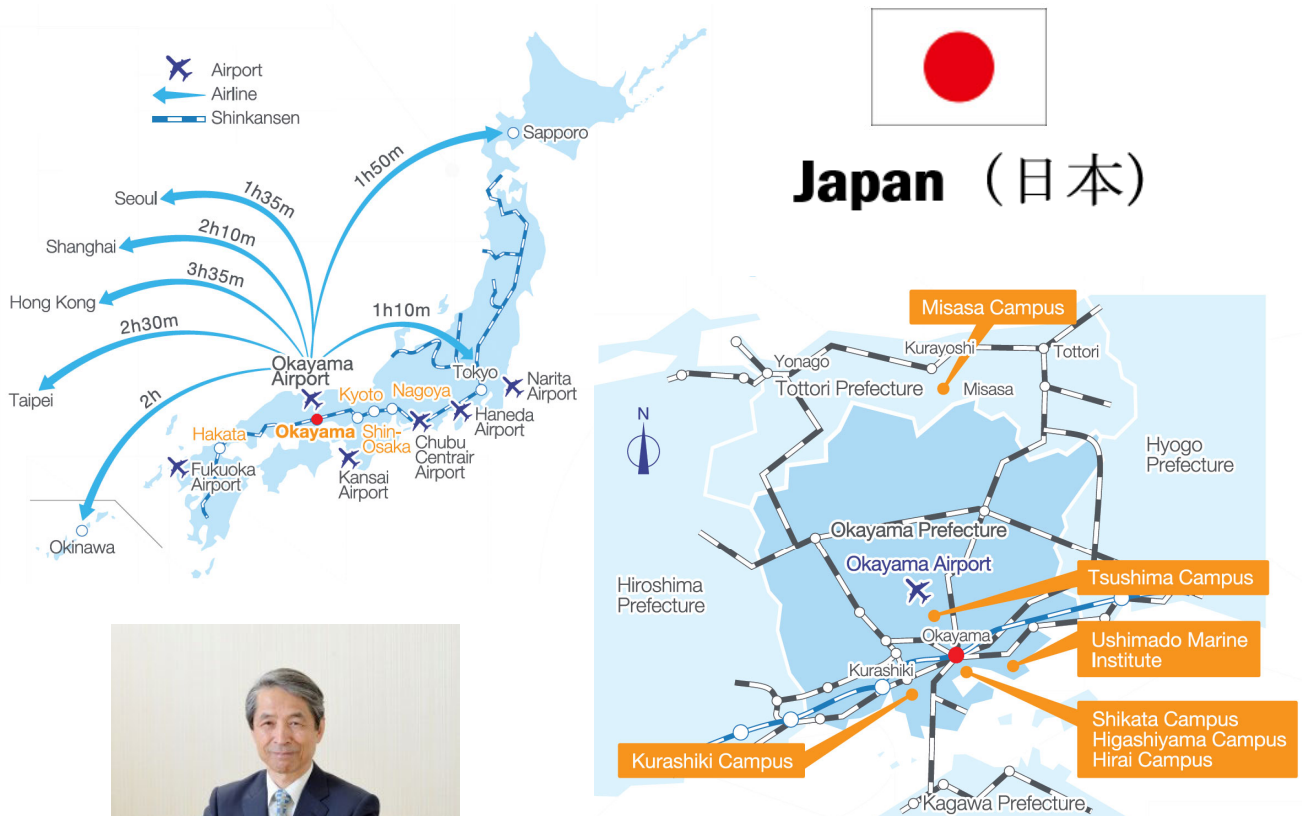 Airport
Airline
Shinkansen
Sapporo
1h50m
Seoul
1h35m
Shanghai
2h10m
Hong Kong
3h35m
2h30m
Taipei
1h10m
2h
Okayama
Airport
Tokyo
Narita
Airport
Kyoto
Nagoya
Haneda
Airport
Hakata
Okayama
Shin-
Osaka
Chubu
Centrair
Airport
Fukuoka
Airport
Kansai
Airport
Okinawa
Japan（日本）
Misasa Campus
Kurayoshi
Tottori
Yonago
Tottori Prefecture
Misasa
N
Hyogo
Prefecture
Okayama Prefecture
Okayama Airport
Tsushima Campus
Hiroshima
Prefecture
Okayama
Ushimado Marine
Institute
Kurashiki
Shikata Campus
Higashiyama Campus
Hirai Campus
Kurashiki Campus
Kagawa Prefecture